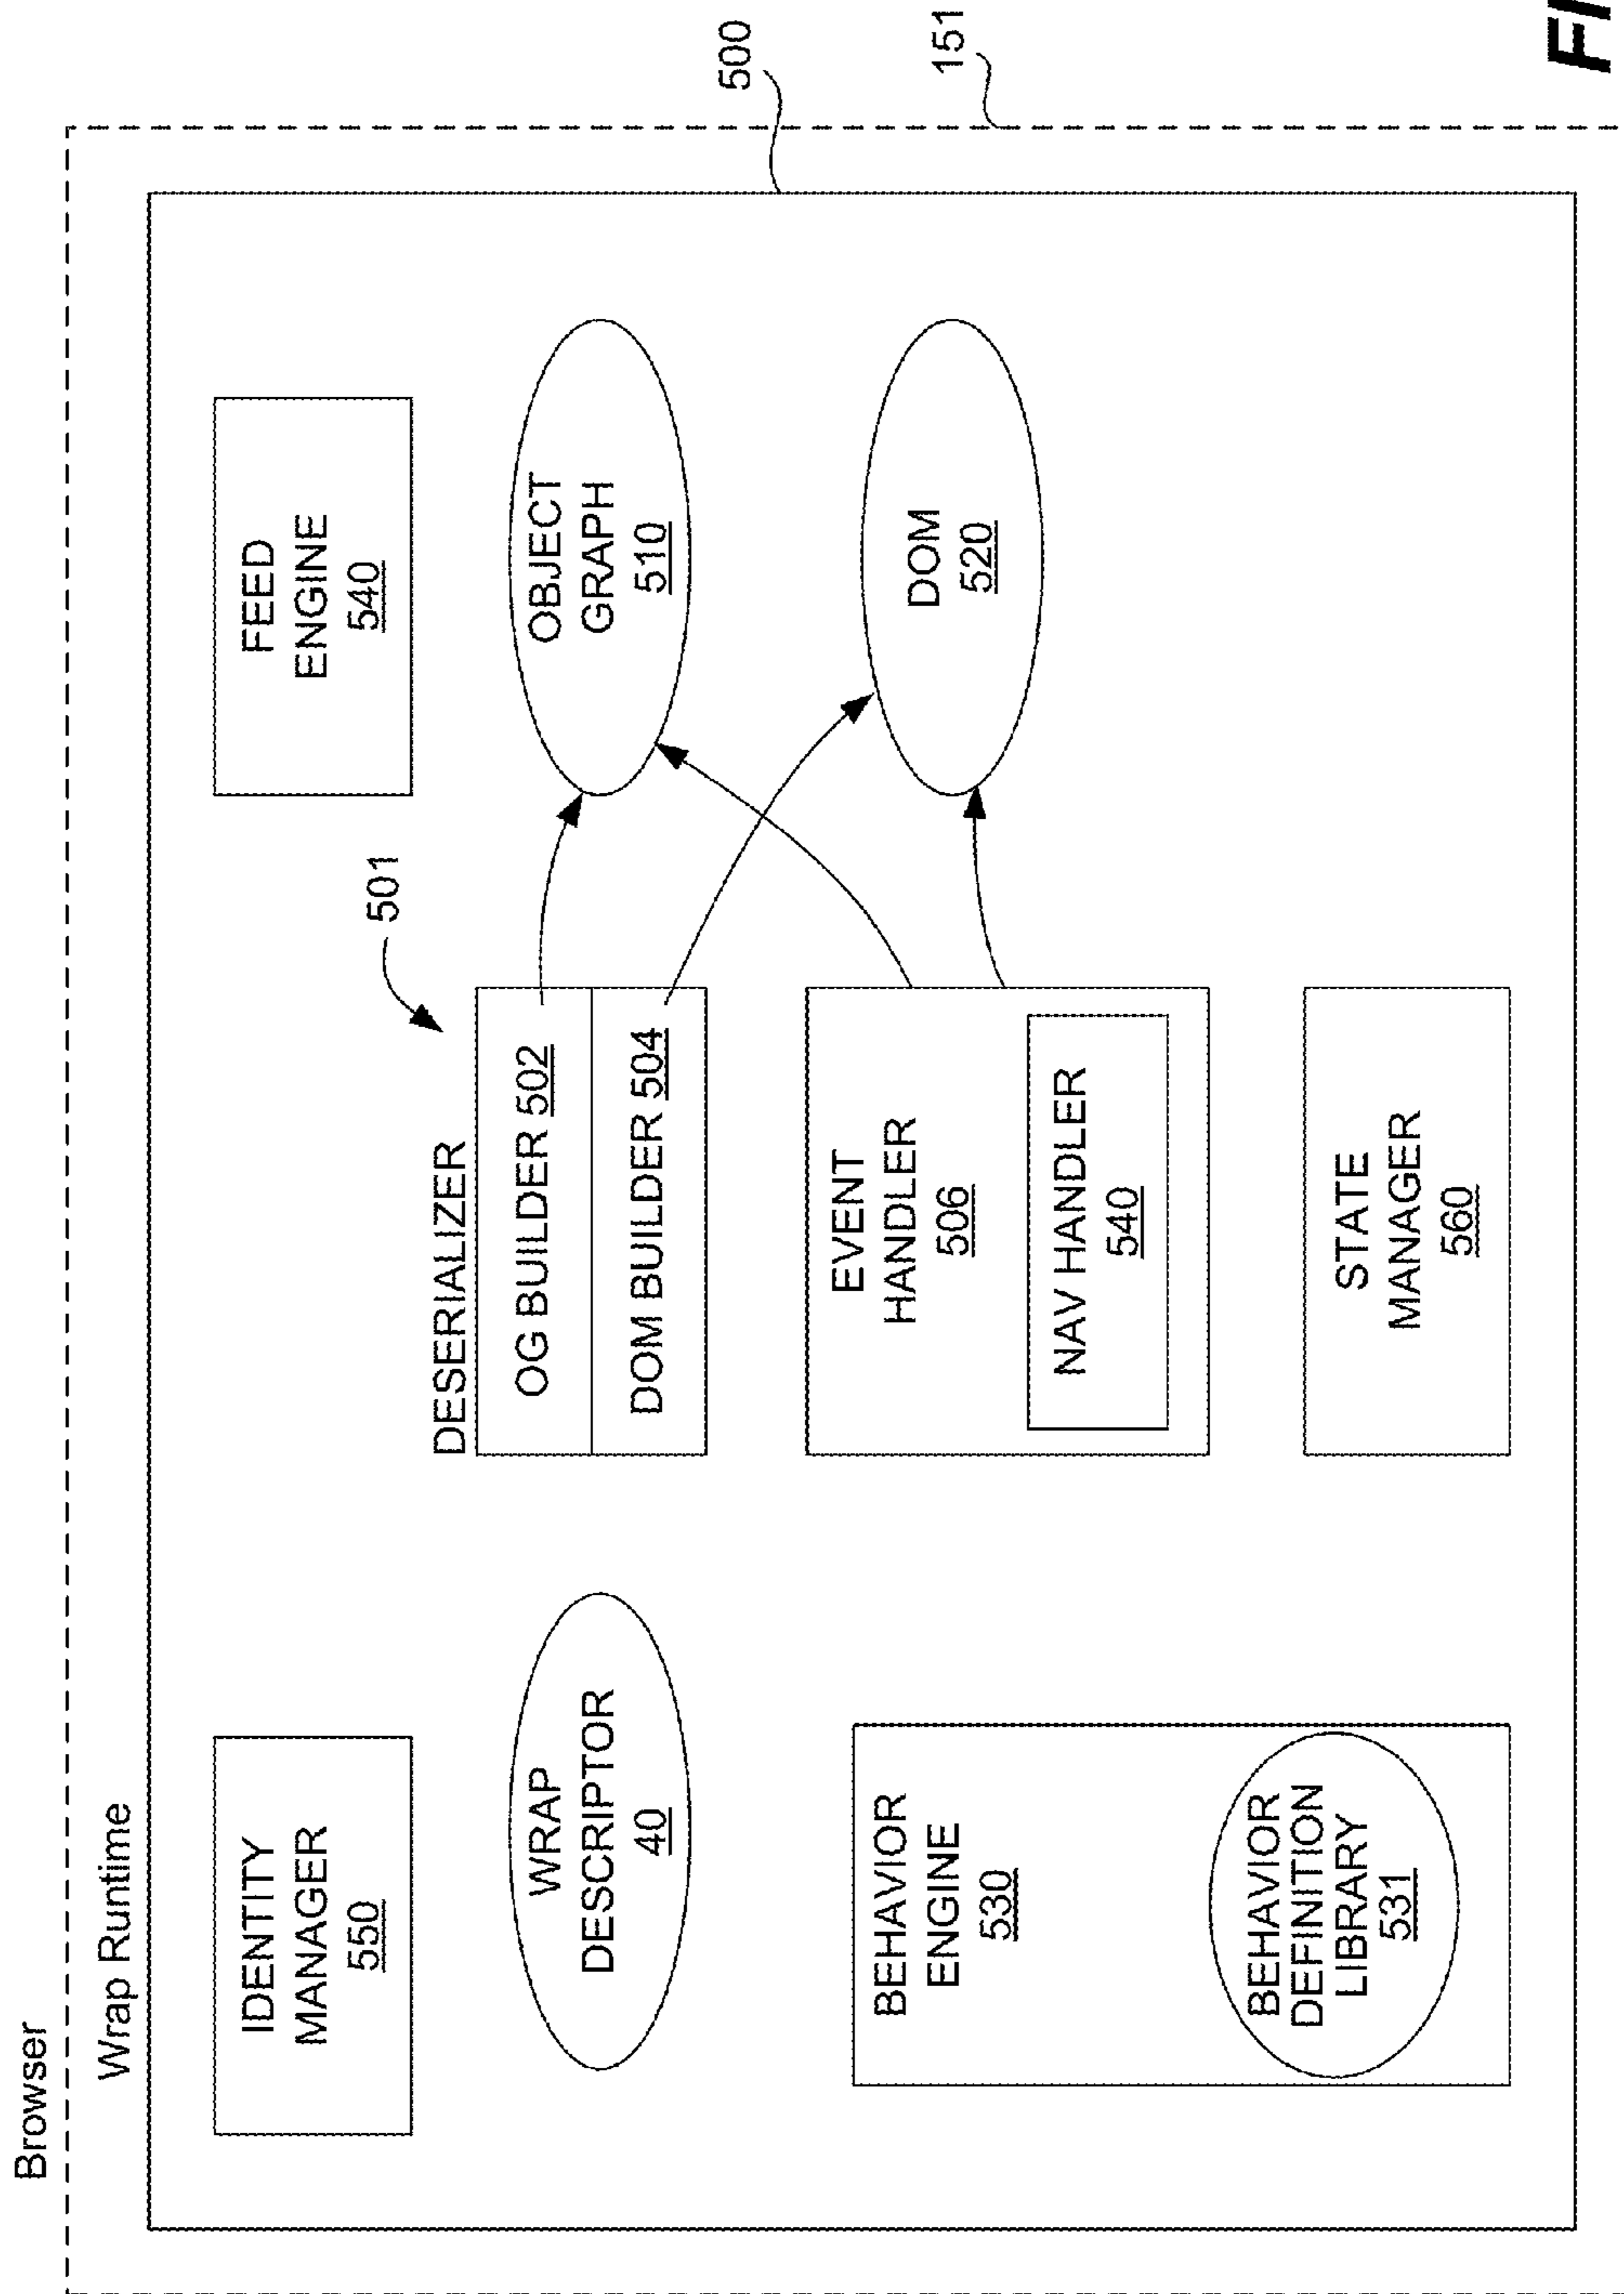 Browser
Wrap Runtime
IDENTITY
MANAGER
550
FEED
ENGINE
540
501
DESERIALIZER
WRAP
DESCRIPTOR
40
OG BUILDER 502
DOM BUILDER 504
OBJECT
GRAPH
510
500
BEHAVIOR
ENGINE
530
EVENT
HANDLER
506
DOM
520
151
NAV HANDLER
540
BEHAVIOR
DEFINITION
LIBRARY
531
STATE
MANAGER
560